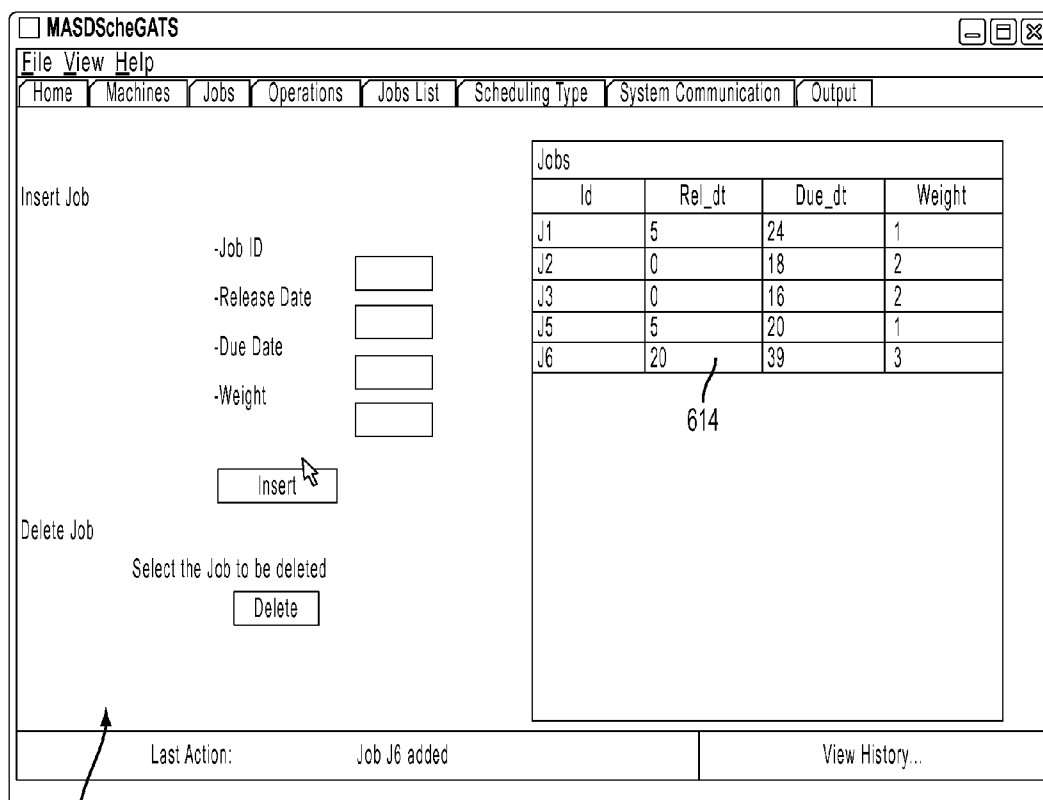 MASDScheGATS
File View Help
Home Machines Jobs Operations Jobs List Scheduling Type System Communication Output
Insert Job
-Job ID
-Release Date
-Due Date
-Weight
Insert
Delete Job
Select the Job to be deleted
Delete
Jobs
Id Rel_dt Due_dt Weight
J1 5 24 1
J2 0 18 2
J3 0 16 2
J5 5 20 1
J6 20 39 3
614
Last Action: Job J6 added View History...